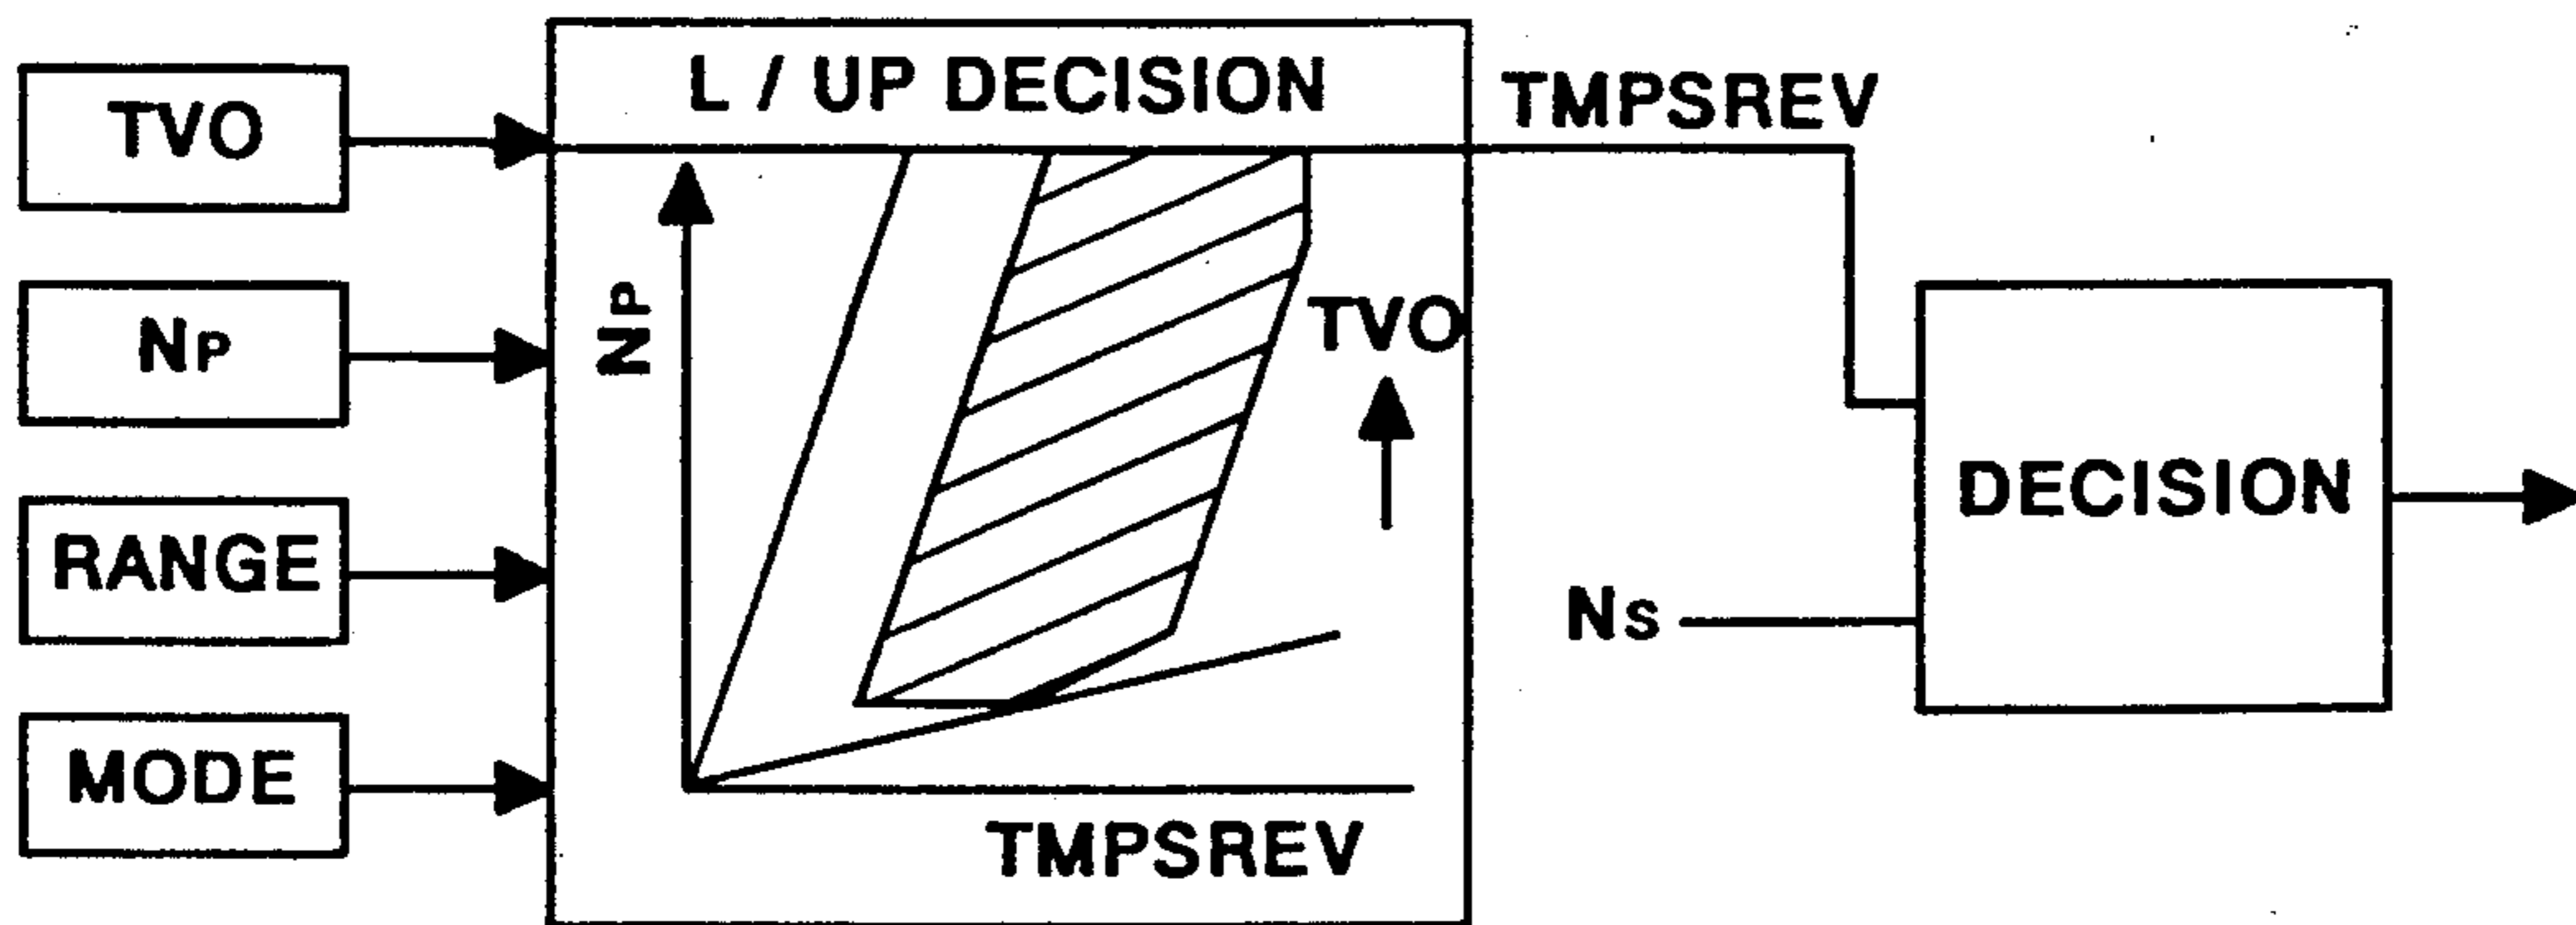 TVO
NP
RANGE
MODE
L / UP DECISION
NP
TVO
TMPSREV
TMPSREV
NS
DECISION